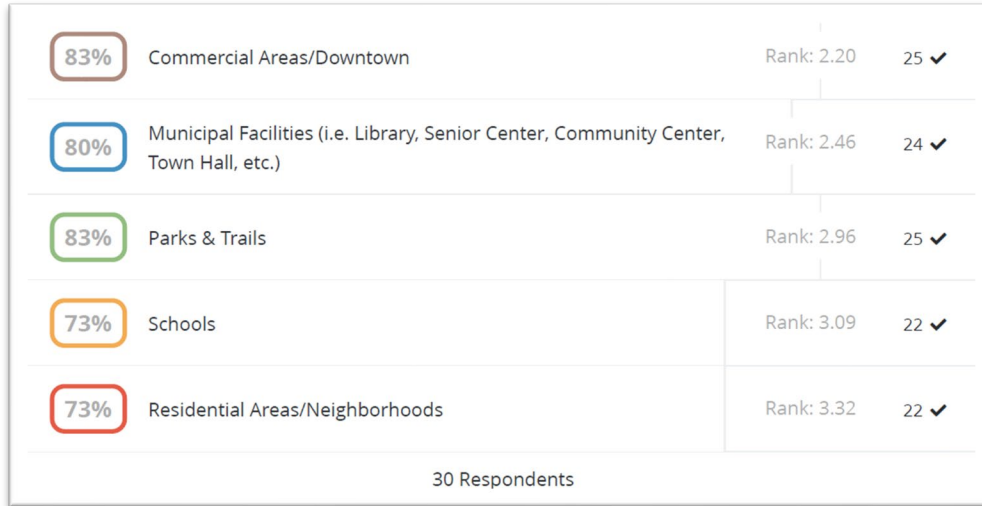 83% Commercial Areas/Downtown Rank: 2.20 25 ✔
80% Municipal Facilities (i.e. Library, Senior Center, Community Center,
Town Hall, etc.) Rank: 2.46 24 ✔
83% Parks & Trails Rank: 2.96 25 ✔
73% Schools Rank: 3.09 22 ✔
73% Residential Areas/Neighborhoods Rank: 3.32 22 ✔
30 Respondents